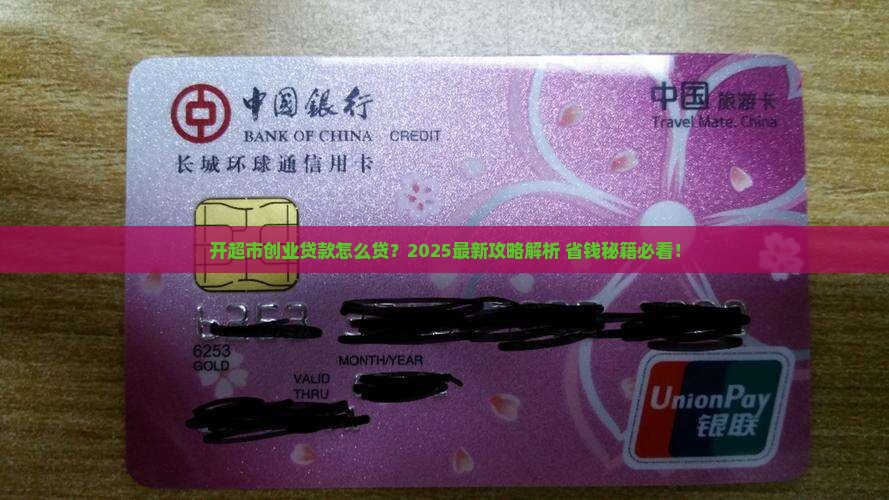 中国银行
BANK OF CHINA CREDIT
长城环球通信用卡
中国旅游卡
Travel Mate. China
开超市创业贷款怎么贷？2025最新攻略解析 省钱秘籍必看！
6253
6253
GOLD
MONTH/YEAR
VALID
THRU
UnionPay
银联